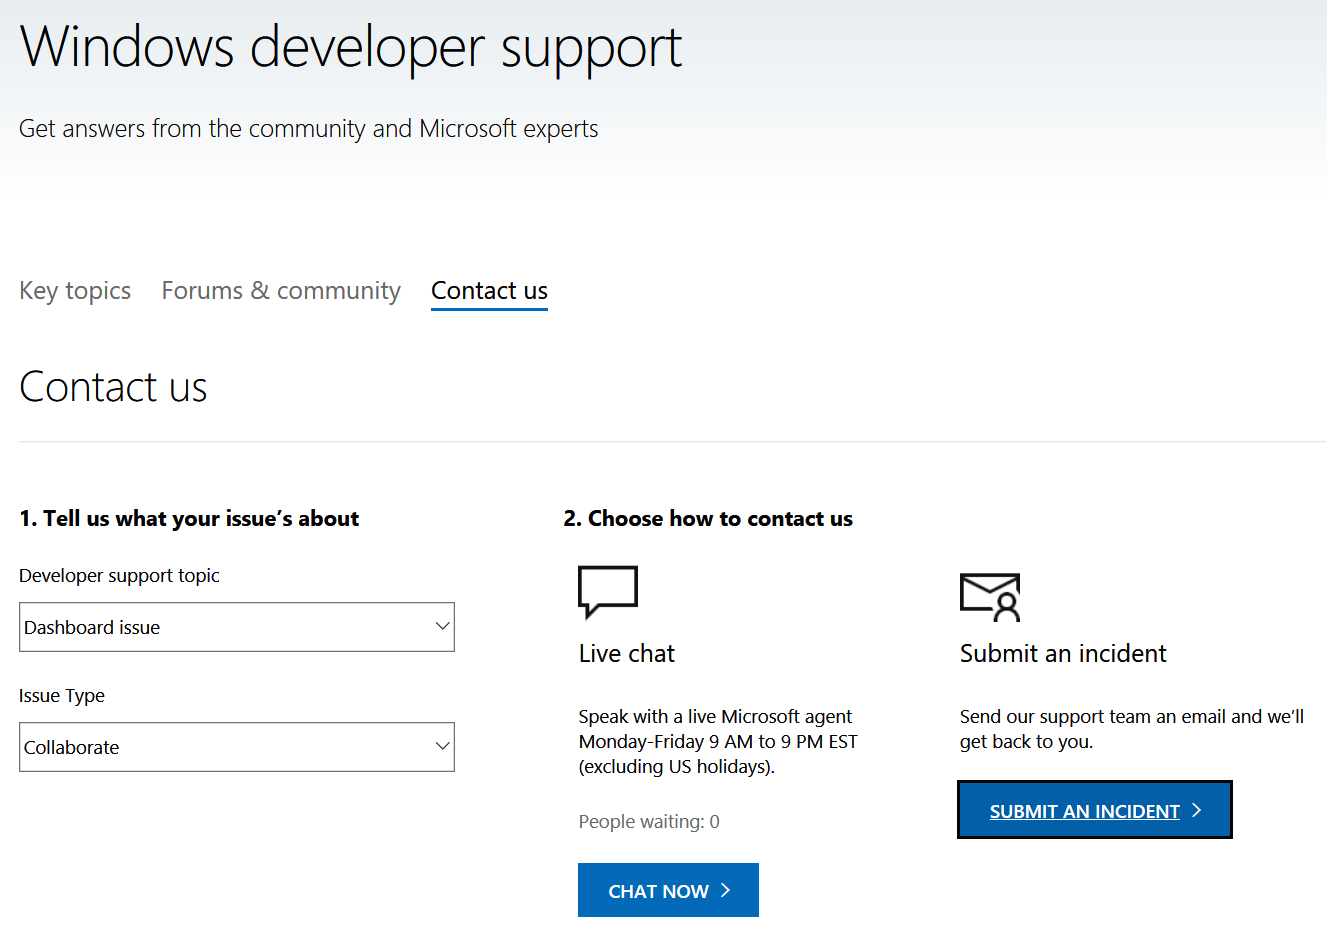 Windows developer support
Get answers from the community and Microsoft experts
Key topics Forums & community Contact us
Contact us
1. Tell us what your issue’s about
Developer support topic
Dashboard issue
Issue Type
Collaborate
2. Choose how to contact us
Live chat
Speak with a live Microsoft agent
Monday-Friday 9 AM to 9 PM EST
(excluding US holidays).
People waiting: 0
CHAT NOW
Submit an incident
Send our support team an email and we’ll
get back to you.
SUBMIT AN INCIDENT